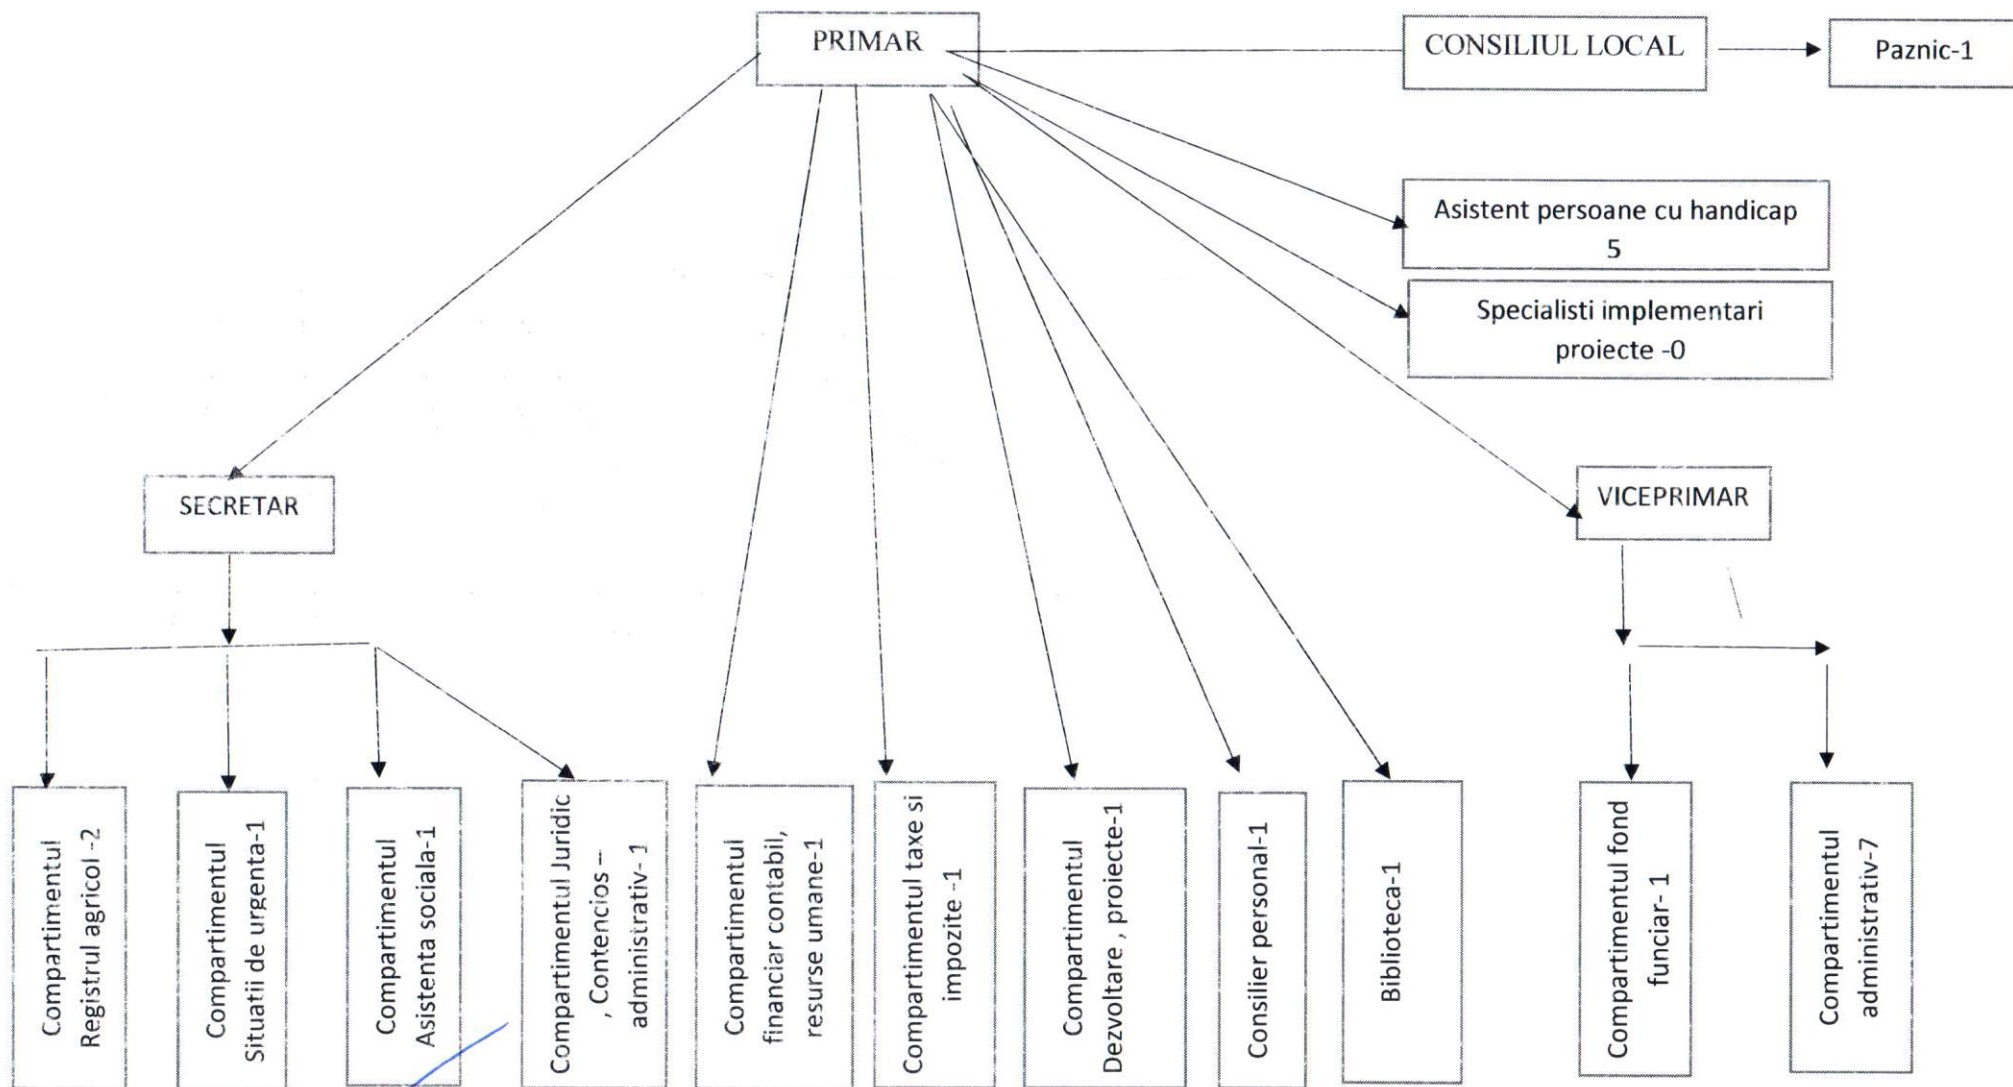 PRIMAR
CONSILIUL LOCAL
Paznic-1
Asistent persoane cu handicap
5
Specialisti implementari
proiecte -0
SECRETAR
VICEPRIMAR
Compartimentul
Registrul agricol -2
Compartimentul
Situatii de urgenta-1
Compartimentul
Asistenta sociala-1
Compartimentul Juridic
, Contencios –
administrativ- 1
Compartimentul
financiar contabil,
resurse umane-1
Compartimentul taxe si
impozite -1
Compartimentul
Dezvoltare , proiecte-1
Consilier personal-1
Biblioteca-1
Compartimentul fond
funciar- 1
Compartimentul
administrativ-7